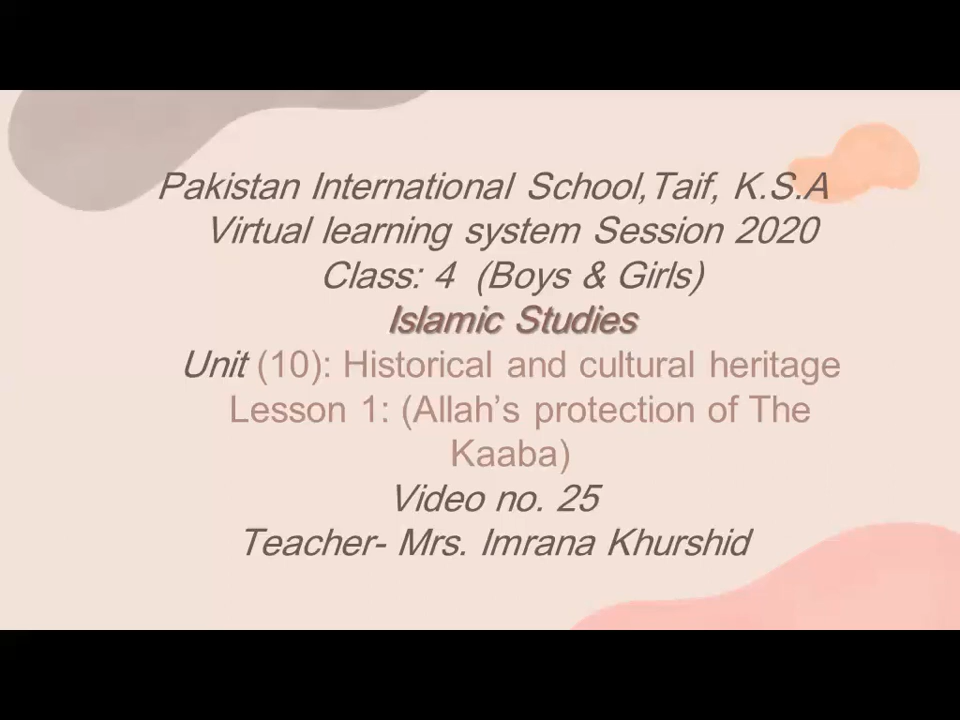 Pakistan International School,Taif, K.S.A
Virtual learning system Session 2020
Class: 4 (Boys & Girls)
Islamic Studies
Unit (10): Historical and cultural heritage
Lesson 1: (Allah’s protection of The
Kaaba)
Video no. 25
Teacher- Mrs. Imrana Khurshid